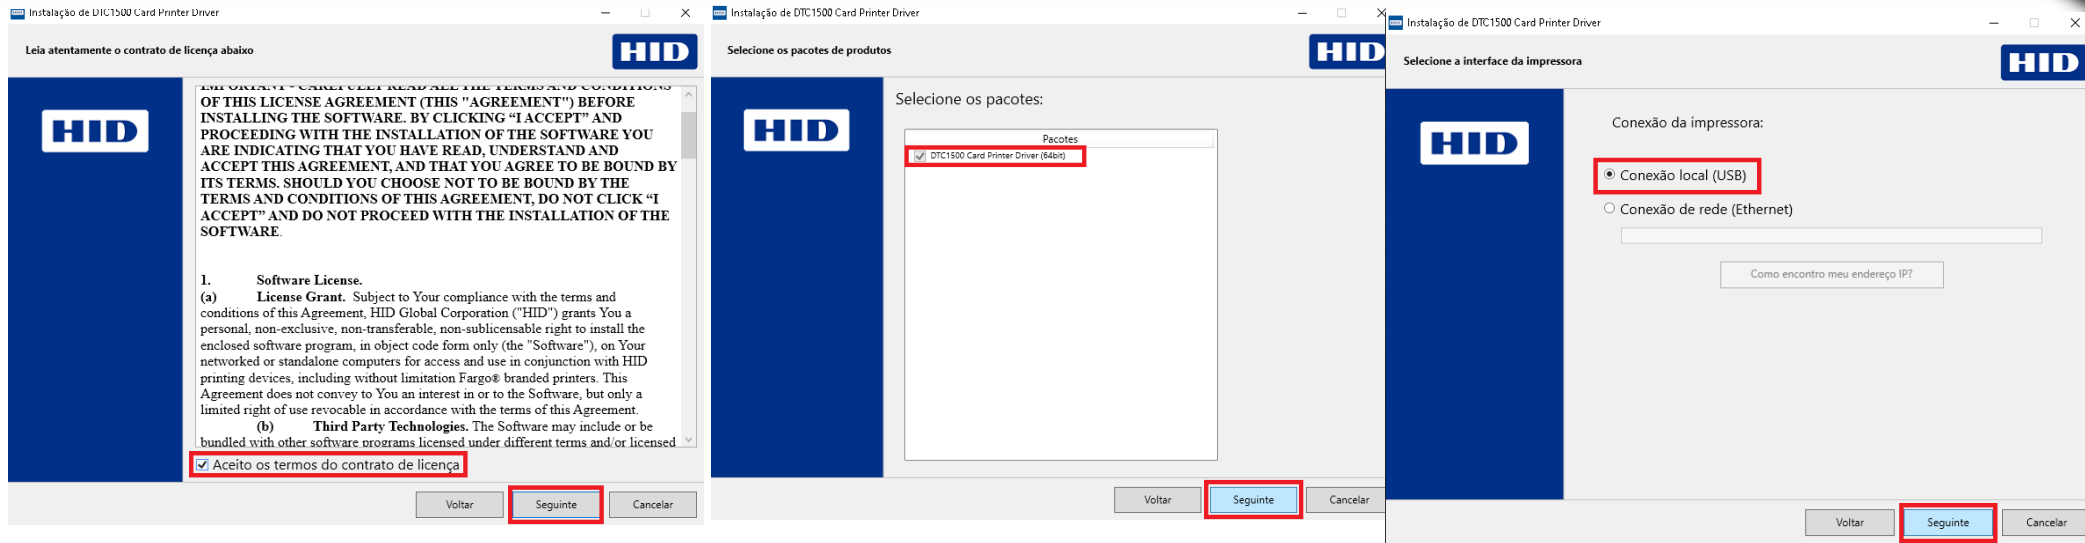 Instalação de DTC1500 Card Printer Driver
Leia atentamente o contrato de licença abaixo
HID
HID
IMPORTANT - CAREFULLY READ ALL THE TERMS AND CONDITIONS
OF THIS LICENSE AGREEMENT (THIS "AGREEMENT") BEFORE
INSTALLING THE SOFTWARE. BY CLICKING “I ACCEPT” AND
PROCEEDING WITH THE INSTALLATION OF THE SOFTWARE YOU
ARE INDICATING THAT YOU HAVE READ, UNDERSTAND AND
ACCEPT THIS AGREEMENT, AND THAT YOU AGREE TO BE BOUND BY
ITS TERMS. SHOULD YOU CHOOSE NOT TO BE BOUND BY THE
TERMS AND CONDITIONS OF THIS AGREEMENT, DO NOT CLICK “I
ACCEPT” AND DO NOT PROCEED WITH THE INSTALLATION OF THE
SOFTWARE.
1. Software License.
(a) License Grant. Subject to Your compliance with the terms and
conditions of this Agreement, HID Global Corporation ("HID") grants You a
personal, non-exclusive, non-transferable, non-sublicensable right to install the
enclosed software program, in object code form only (the "Software"), on Your
networked or standalone computers for access and use in conjunction with HID
printing devices, including without limitation Fargo® branded printers. This
Agreement does not convey to You an interest in or to the Software, but only a
limited right of use revocable in accordance with the terms of this Agreement.
(b) Third Party Technologies. The Software may include or be
bundled with other software programs licensed under different terms and/or licensed
Aceito os termos do contrato de licença
Voltar
Seguinte
Cancelar
Instalação de DTC1500 Card Printer Driver
Selecione os pacotes de produtos
HID
HID
Selecione os pacotes:
Pacotes
DTC1500 Card Printer Driver (64bit)
Voltar
Seguinte
Cancelar
Instalação de DTC1500 Card Printer Driver
Selecione a interface da impressora
HID
HID
Conexão da impressora:
Conexão local (USB)
Conexão de rede (Ethernet)
Como encontro meu endereço IP?
Voltar
Seguinte
Cancelar